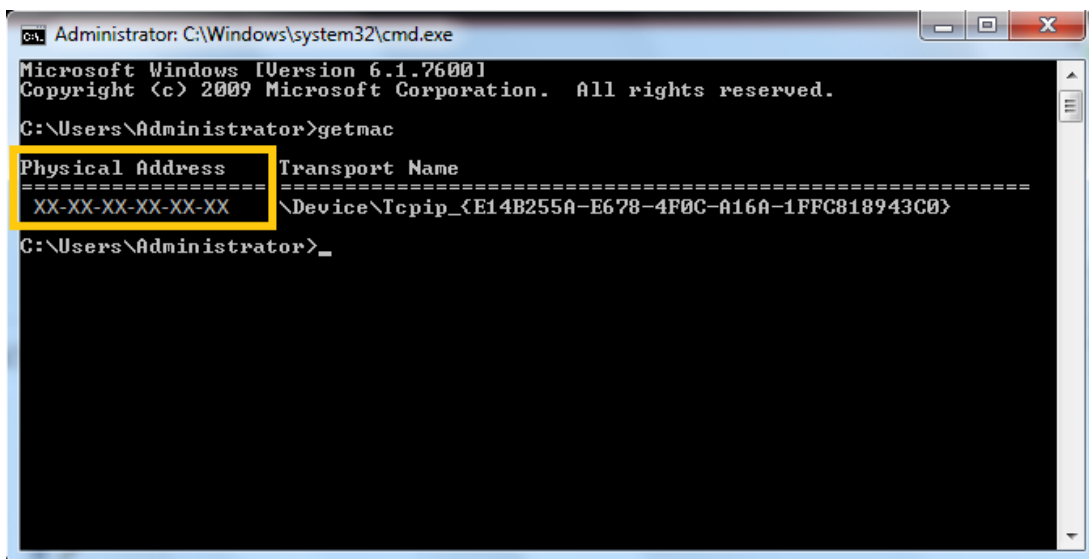 Administrator: C:\Windows\system32\cmd.exe
Microsoft Windows [Version 6.1.7600]
Copyright (c) 2009 Microsoft Corporation.  All rights reserved.
C:\Users\Administrator>getmac
Physical Address    Transport Name
=================== ==========================================================
XX-XX-XX-XX-XX-XX   \Device\Tcpip_{E14B255A-E678-4F0C-A16A-1FFC818943C0}
C:\Users\Administrator>_